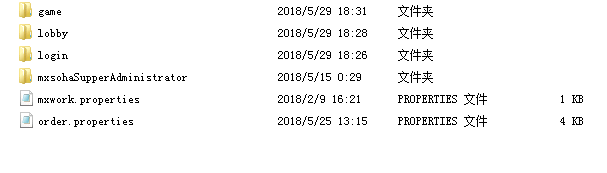 game 2018/5/29 18:31 文件夹
lobby 2018/5/29 18:28 文件夹
login 2018/5/29 18:26 文件夹
mxsohaSupperAdministrator 2018/5/15 0:29 文件夹
mxwork.properties 2018/2/9 16:21 PROPERTIES 文件 1 KB
order.properties 2018/5/25 13:15 PROPERTIES 文件 4 KB